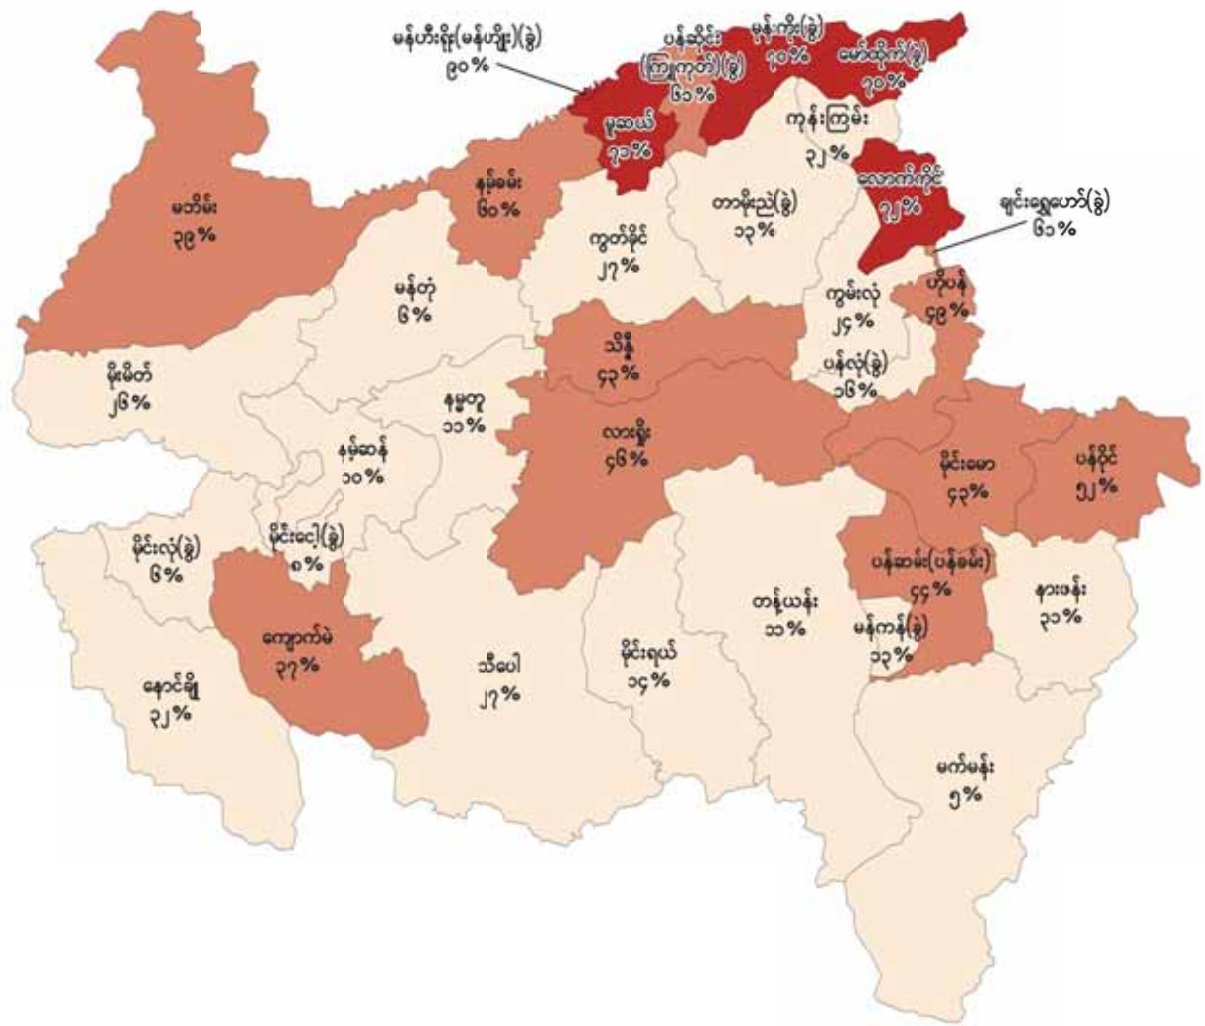 မန်ဟီးရိုး(မန်ဟျိုး)(ခွဲ)
၉၀%
ပန်ဆိုင်း
(ကြူကုတ်)(ခွဲ)
၆၁%
မုန်းကိုး(ခွဲ)
၇၀%
မော်ထိုက်(ခွဲ)
၇၀%
မူဆယ်
၇၁%
ကုန်းကြမ်း
၃၂%
လောက်ကိုင်
၇၂%
ချင်းရွှေဟော်(ခွဲ)
၆၁%
မဘိမ်း
၃၉%
နမ့်ခမ်း
၆၀%
တာမိုးညဲ(ခွဲ)
၁၃%
ကွတ်ခိုင်
၂၇%
မန်တုံ
၆%
ကွမ်းလုံ
၂၄%
ဟိုပန်
၄၉%
သိန္နီ
၄၃%
ပန်လုံ(ခွဲ)
၁၆%
မိုးမိတ်
၂၆%
နမ္မတူ
၁၁%
လားရှိုး
၄၆%
နမ့်ဆန်
၁၀%
မိုင်းမော
၄၃%
ပန်ဝိုင်
၅၂%
မိုင်းလုံ(ခွဲ)
၆%
မိုင်းငေါ့(ခွဲ)
၈%
ပန်ဆမ်း(ပန်ခမ်း)
၄၄%
နားဖန်း
၃၁%
တန့်ယန်း
၁၁%
မန်ကန်(ခွဲ)
၁၃%
ကျောက်မဲ
၃၇%
သီပေါ
၂၇%
မိုင်းရယ်
၁၄%
နောင်ချို
၃၂%
မက်မန်း
၅%